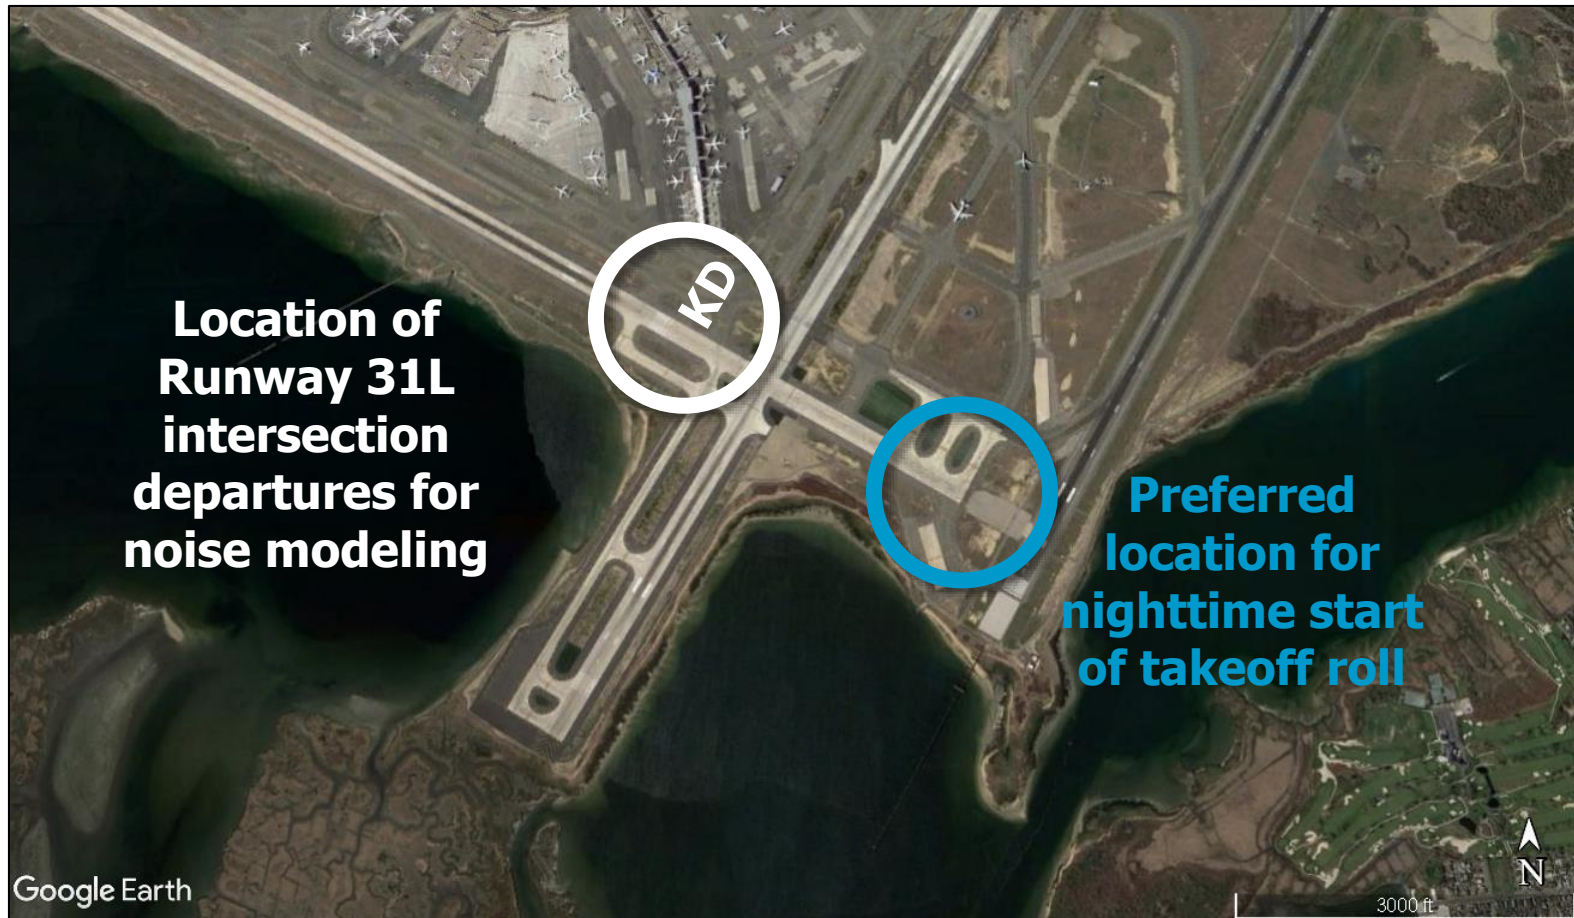 KD
Location of
Runway 31L
intersection
departures for
noise modeling
Preferred
location for
nighttime start
of takeoff roll
Google Earth
N
3000 ft